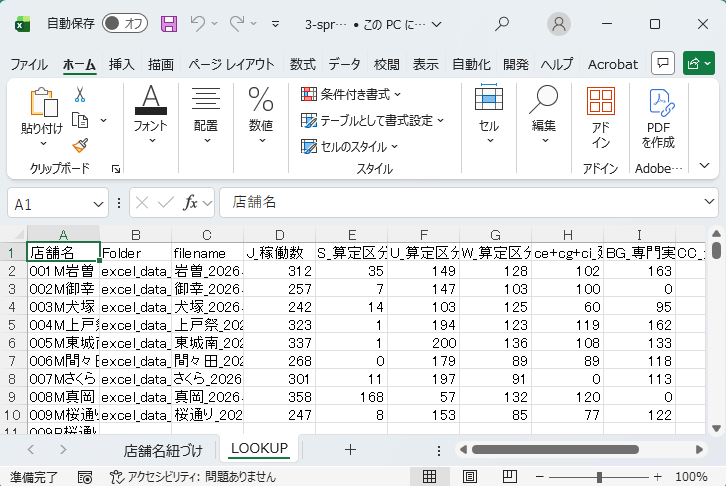 自動保存 オフ 3-spr... • この PC に...
ファイル ホーム 挿入 描画 ページ レイアウト 数式 データ 校閲 表示 自動化 開発 ヘルプ Acrobat
貼り付け
クリップボード
フォント
配置
数値
条件付き書式
テーブルとして書式設定
セルのスタイル
スタイル
セル
編集
アド
イン
アドイン
PDF
を作成
Adobe...
A1 fx 店舗名
A B C D E F G H I
1 店舗名 Folder filename J_稼働数 S_算定区分 U_算定区分 W_算定区分 ce+cg+ci_ BG_専門実 CC_
2 001M岩曽 excel_data_ 岩曽_2026 312 35 149 128 102 163
3 002M御幸 excel_data_ 御幸_2026 257 7 147 103 100 0
4 003M犬塚 excel_data_ 犬塚_2026 242 14 103 125 60 95
5 004M上戸 excel_data_ 上戸祭_202 323 1 194 123 119 162
6 005M東城 excel_data_ 東城南_202 337 1 200 136 108 133
7 006M間々 excel_data_ 間々田_202 268 0 179 89 89 118
8 007Mさくら excel_data_ さくら_2026 301 11 197 91 0 113
9 008M真岡 excel_data_ 真岡_2026 358 168 57 132 120 0
10 009M桜通り excel_data_ 桜通り_202 247 8 153 85 77 122
11
店舗名紐づけ LOOKUP
準備完了 アクセシビリティ: 問題ありません 100%